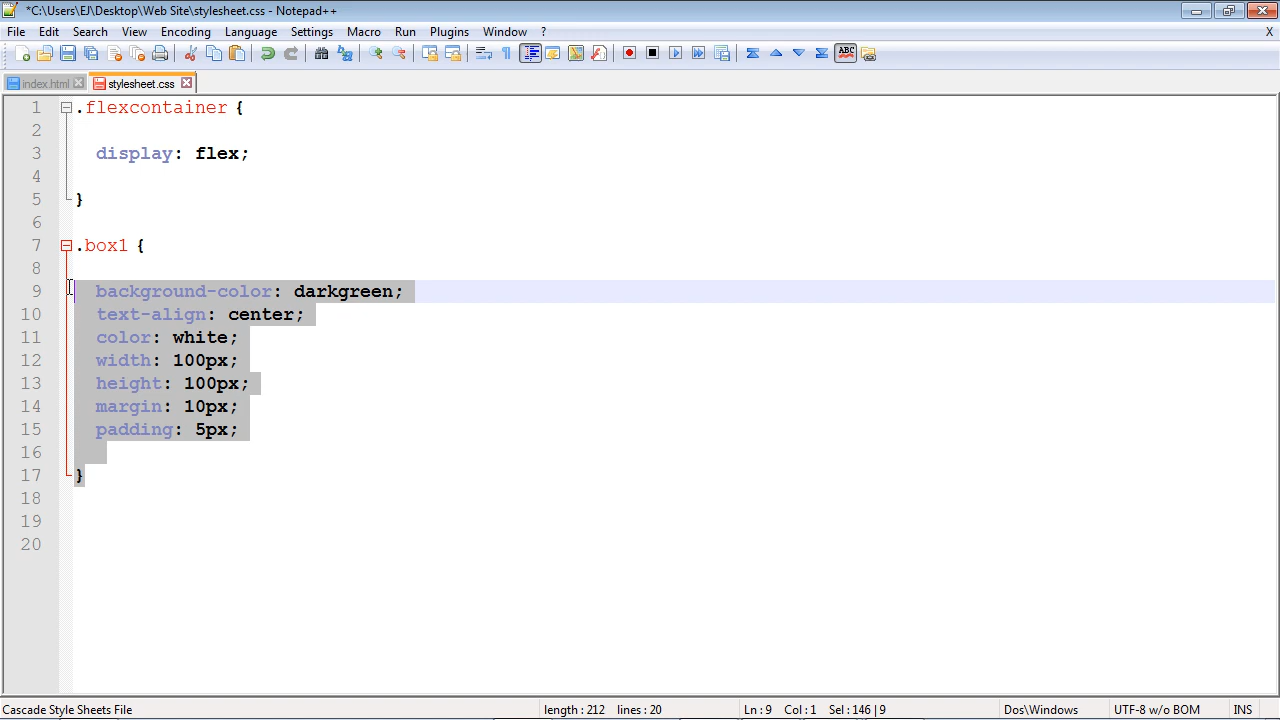 *C:\Users\EJ\Desktop\Web Site\stylesheet.css - Notepad++
File Edit Search View Encoding Language Settings Macro Run Plugins Window ? X
index.html stylesheet.css
1 .flexcontainer {
2
3 display: flex;
4
5 }
6
7 .box1 {
8
9 background-color: darkgreen;
10 text-align: center;
11 color: white;
12 width: 100px;
13 height: 100px;
14 margin: 10px;
15 padding: 5px;
16
17 }
18
19
20
Cascade Style Sheets File length : 212 lines : 20 Ln : 9 Col : 1 Sel : 146 | 9 Dos\Windows UTF-8 w/o BOM INS